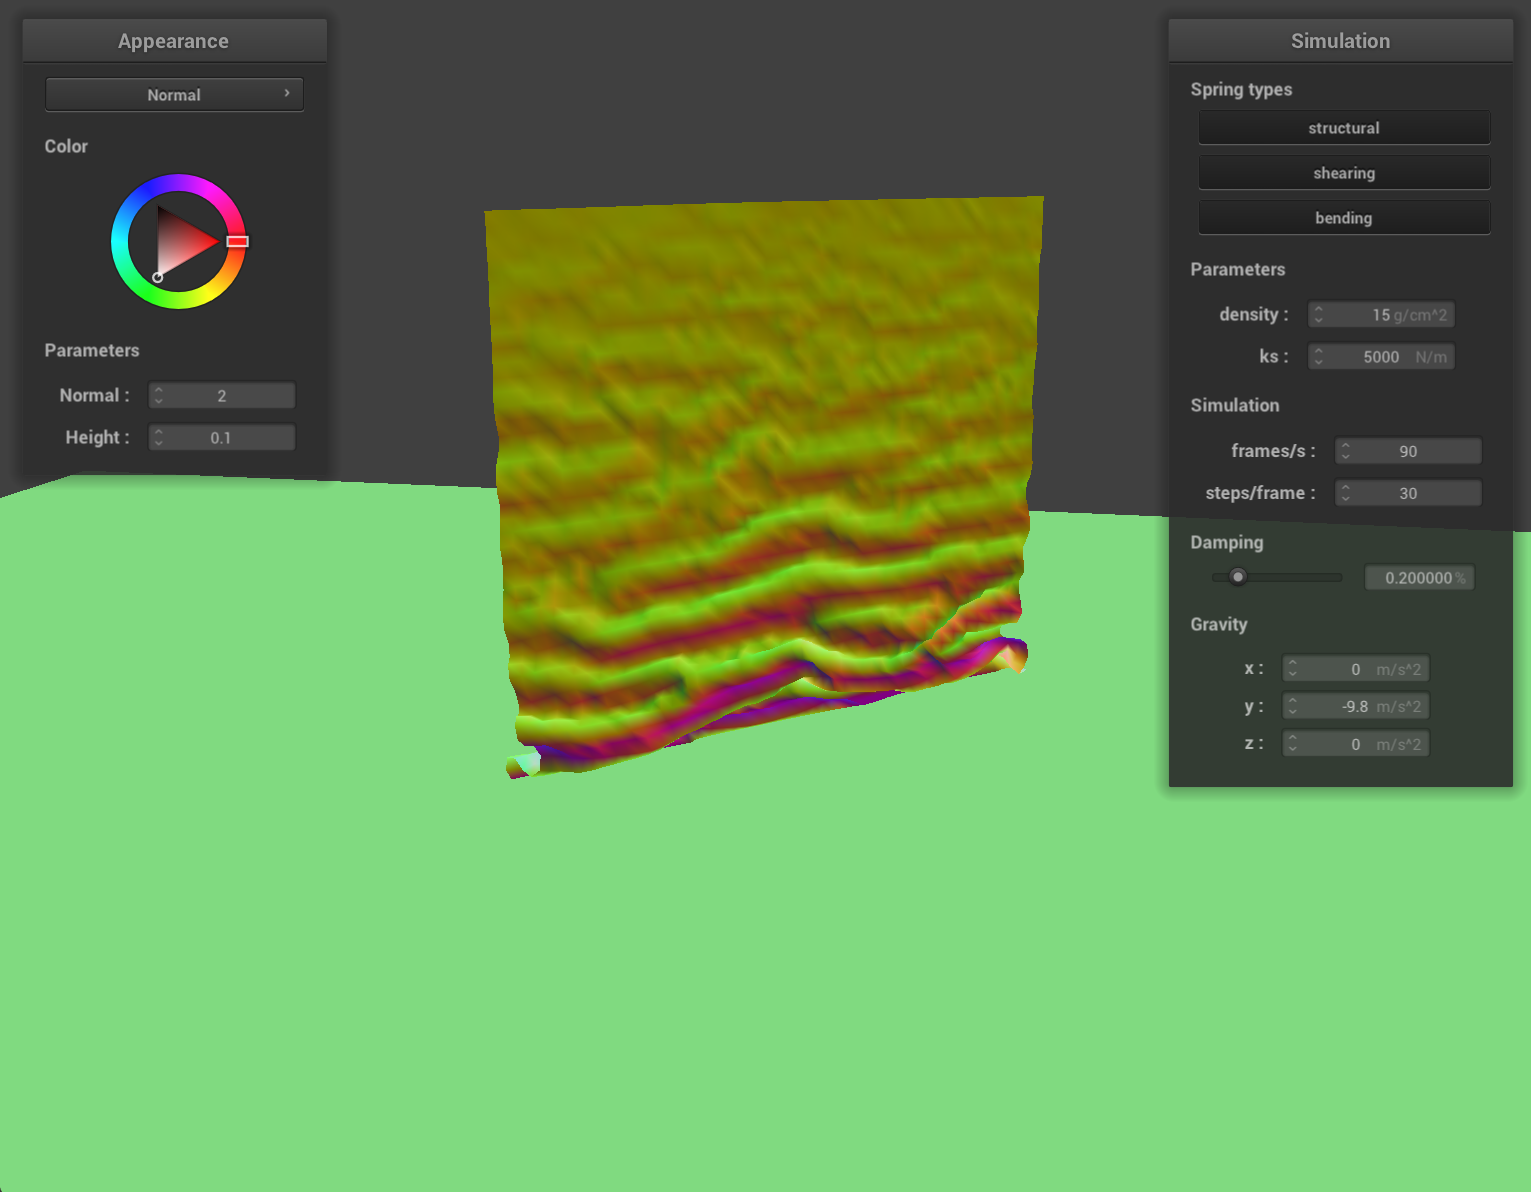 Appearance
Normal
Color
Parameters
Normal : 2
Height : 0.1
Simulation
Spring types
structural
shearing
bending
Parameters
density : 15 g/cm^2
ks : 5000 N/m
Simulation
frames/s : 90
steps/frame : 30
Damping
0.200000 %
Gravity
x : 0 m/s^2
y : -9.8 m/s^2
z : 0 m/s^2